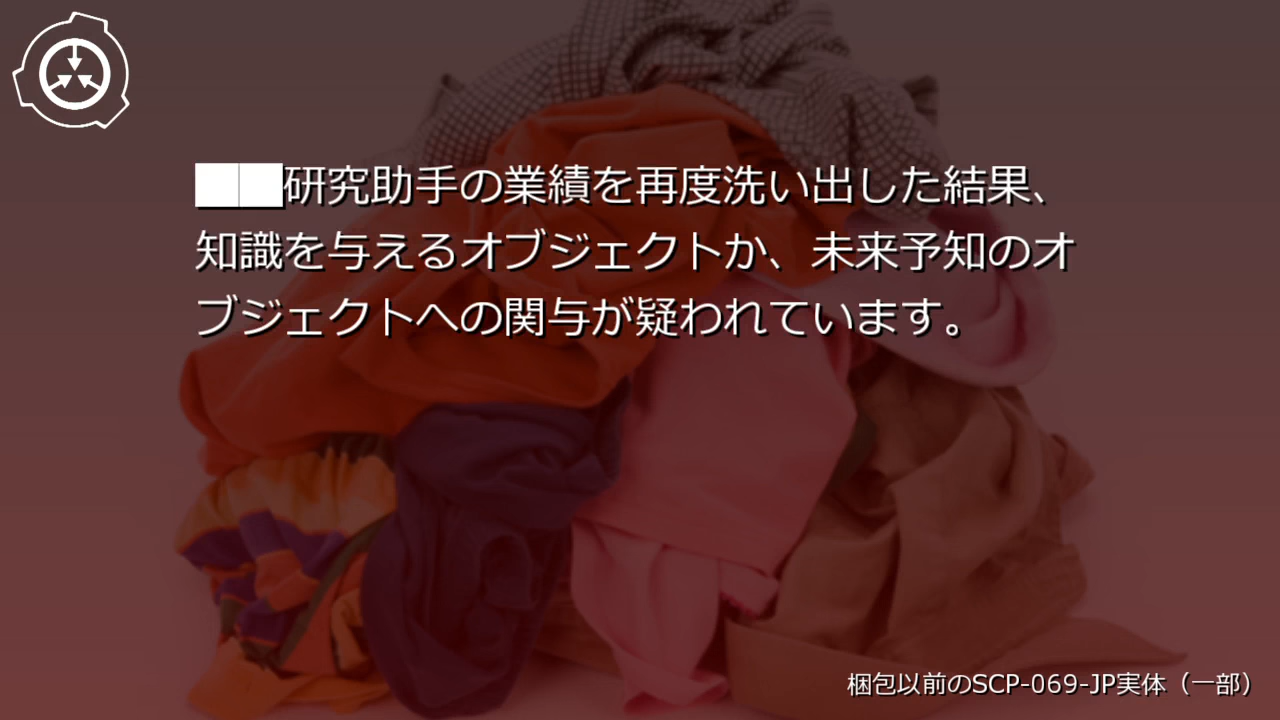 ██研究助手の業績を再度洗い出した結果、
知識を与えるオブジェクトか、未来予知のオ
ブジェクトへの関与が疑われています。
梱包以前のSCP-069-JP実体（一部）